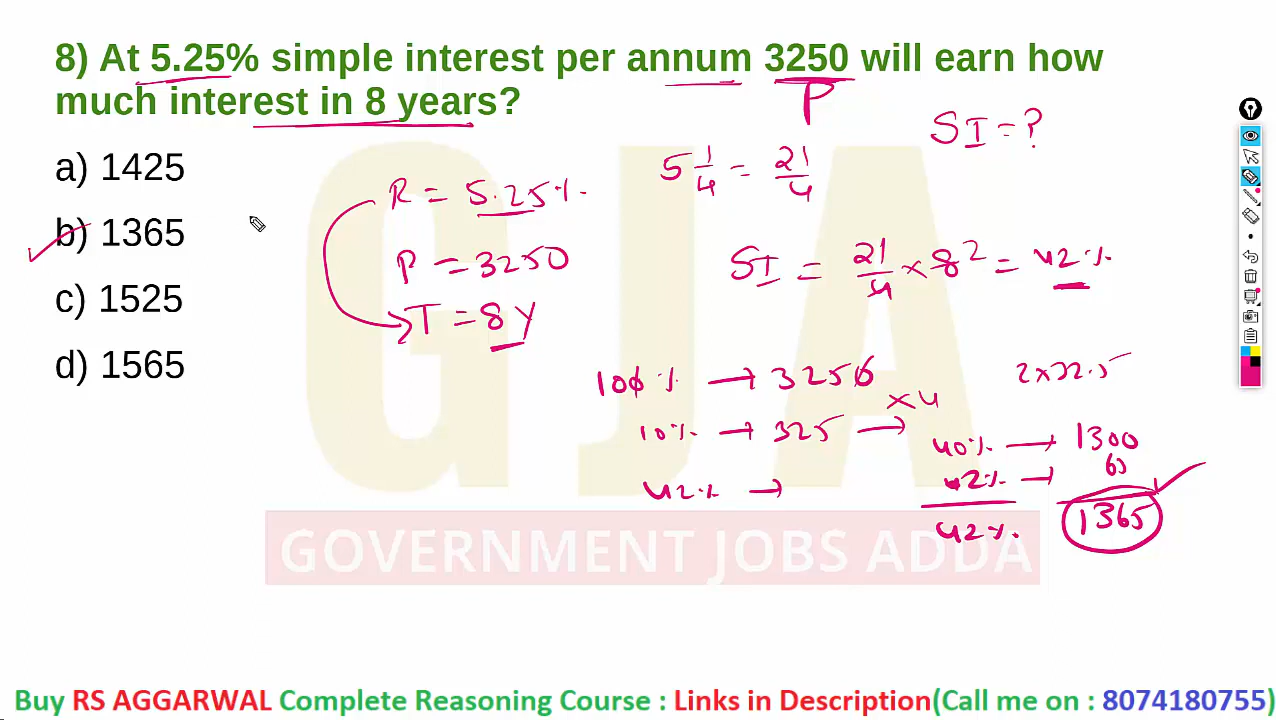 8) At 5.25% simple interest per annum 3250 will earn how
much interest in 8 years?
P
SI = ?
a) 1425
5 1/4 = 21/4
R = 5.25%
b) 1365
P = 3250
SI = 21/4 × 8 2 = 42%
c) 1525
T = 8 Y
d) 1565
100% → 3250
2×32.5
×4
10% → 325 →
40% → 1300
42% →
2% → 65
42% 1365
GJA
GOVERNMENT JOBS ADDA
Buy RS AGGARWAL Complete Reasoning Course : Links in Description(Call me on : 8074180755)